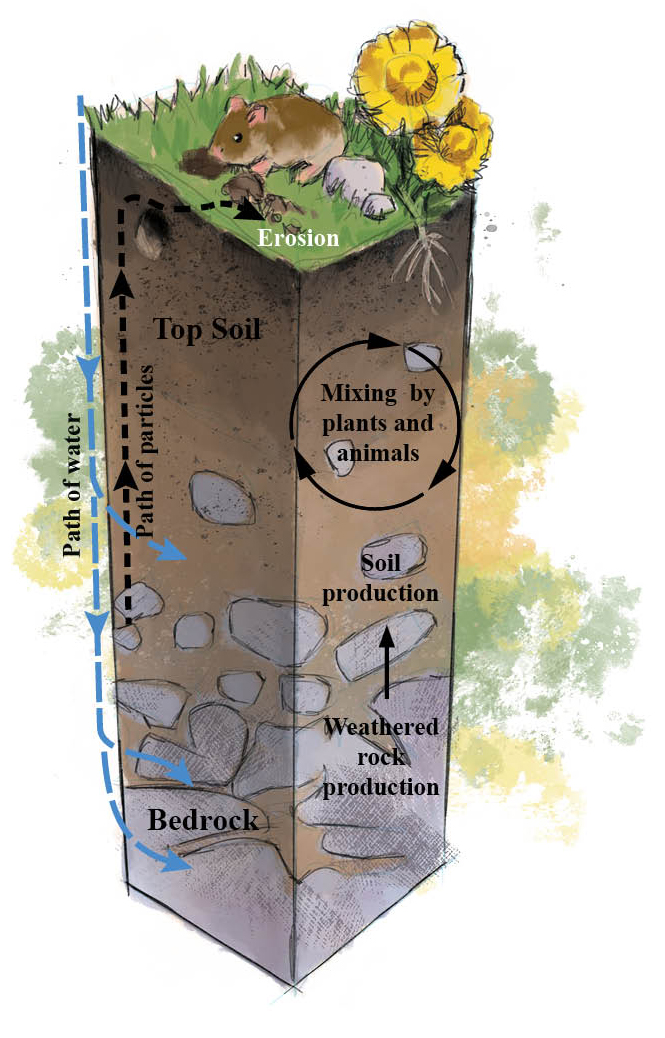 Erosion
Top Soil
Path of water
Path of particles
Mixing by
plants and
animals
Soil
production
Weathered
rock
production
Bedrock